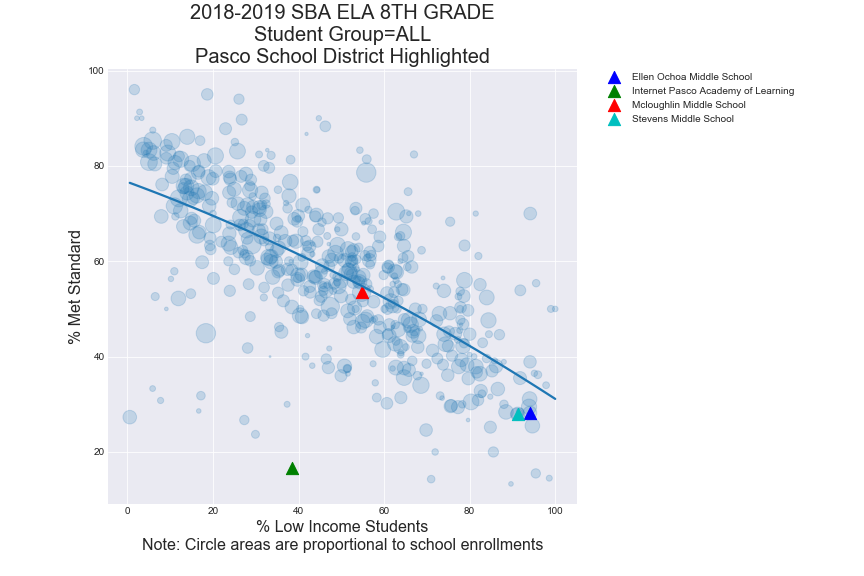 2018-2019 SBA ELA 8TH GRADE
Student Group=ALL
Pasco School District Highlighted
Ellen Ochoa Middle School
Internet Pasco Academy of Learning
Mcloughlin Middle School
Stevens Middle School
% Met Standard
100
80
60
40
20
0 20 40 60 80 100
% Low Income Students
Note: Circle areas are proportional to school enrollments